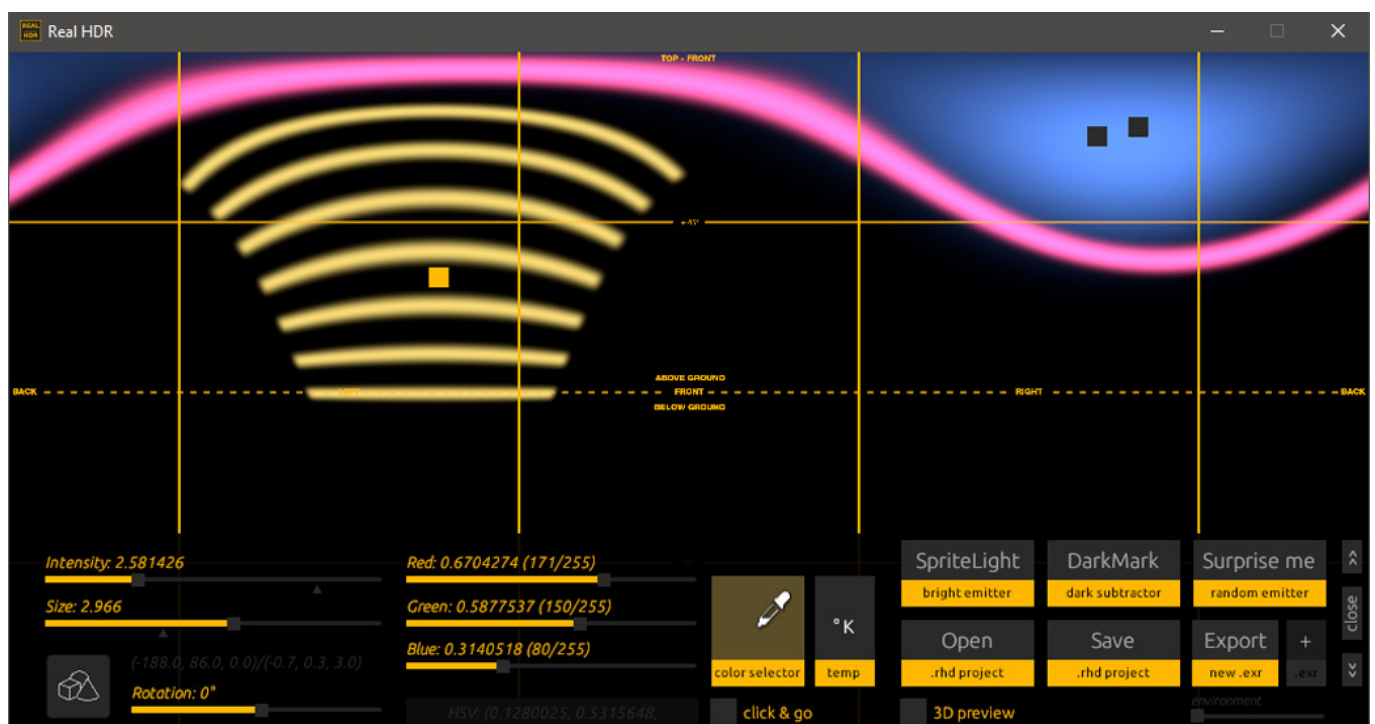 REAL HDR
Real HDR
TOP - FRONT
+45°
ABOVE GROUND
BACK
LEFT
FRONT
RIGHT
BACK
BELOW GROUND
Intensity: 2.581426
Size: 2.966
(-188.0, 86.0, 0.0)/(-0.7, 0.3, 3.0)
Rotation: 0°
Red: 0.6704274 (171/255)
Green: 0.5877537 (150/255)
Blue: 0.3140518 (80/255)
HSV: (0.1280025, 0.5315648,
color selector
°K
temp
click & go
SpriteLight
bright emitter
DarkMark
dark subtractor
Surprise me
random emitter
Open
.rhd project
Save
.rhd project
Export
new .exr
+
.exr
environment
3D preview
<<
close
>>